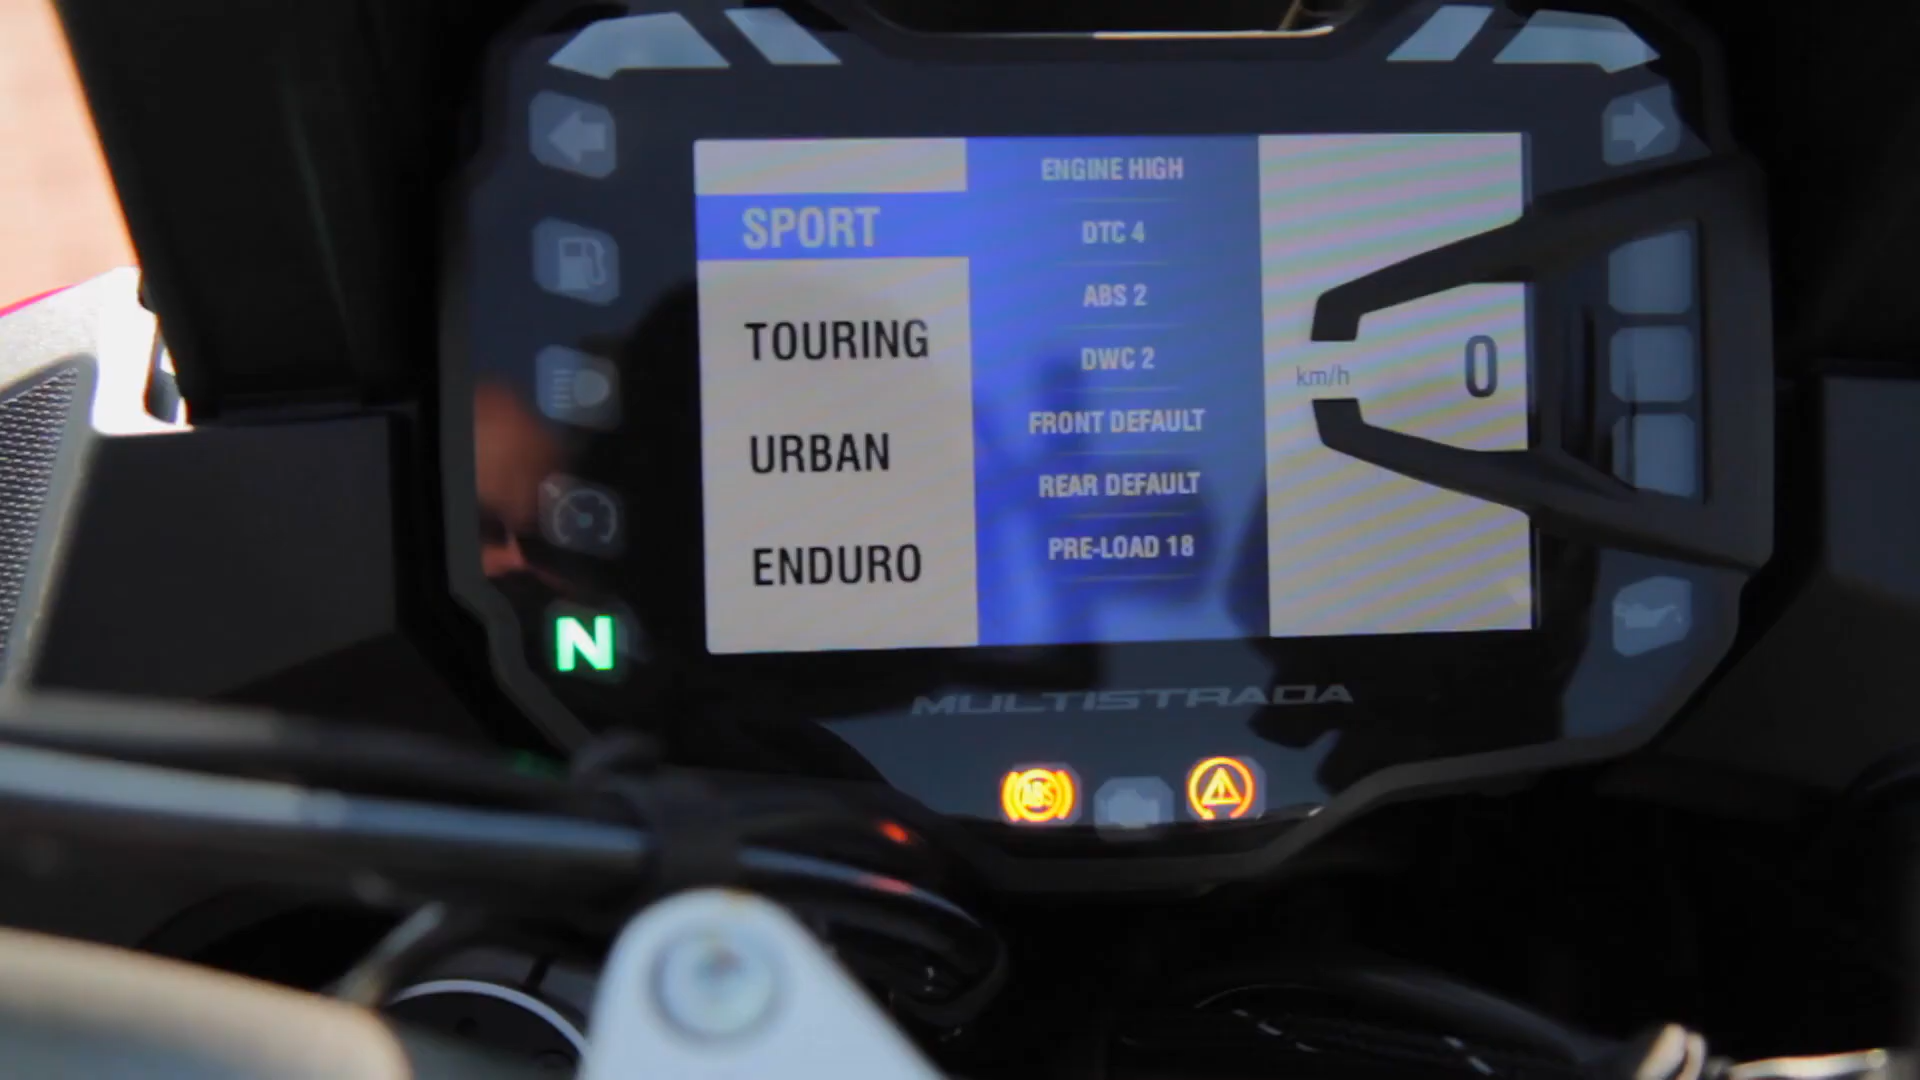 SPORT
TOURING
URBAN
ENDURO
ENGINE HIGH
DTC 4
ABS 2
DWC 2
FRONT DEFAULT
REAR DEFAULT
PRE-LOAD 18
km/h
0
N
MULTISTRADA
ABS